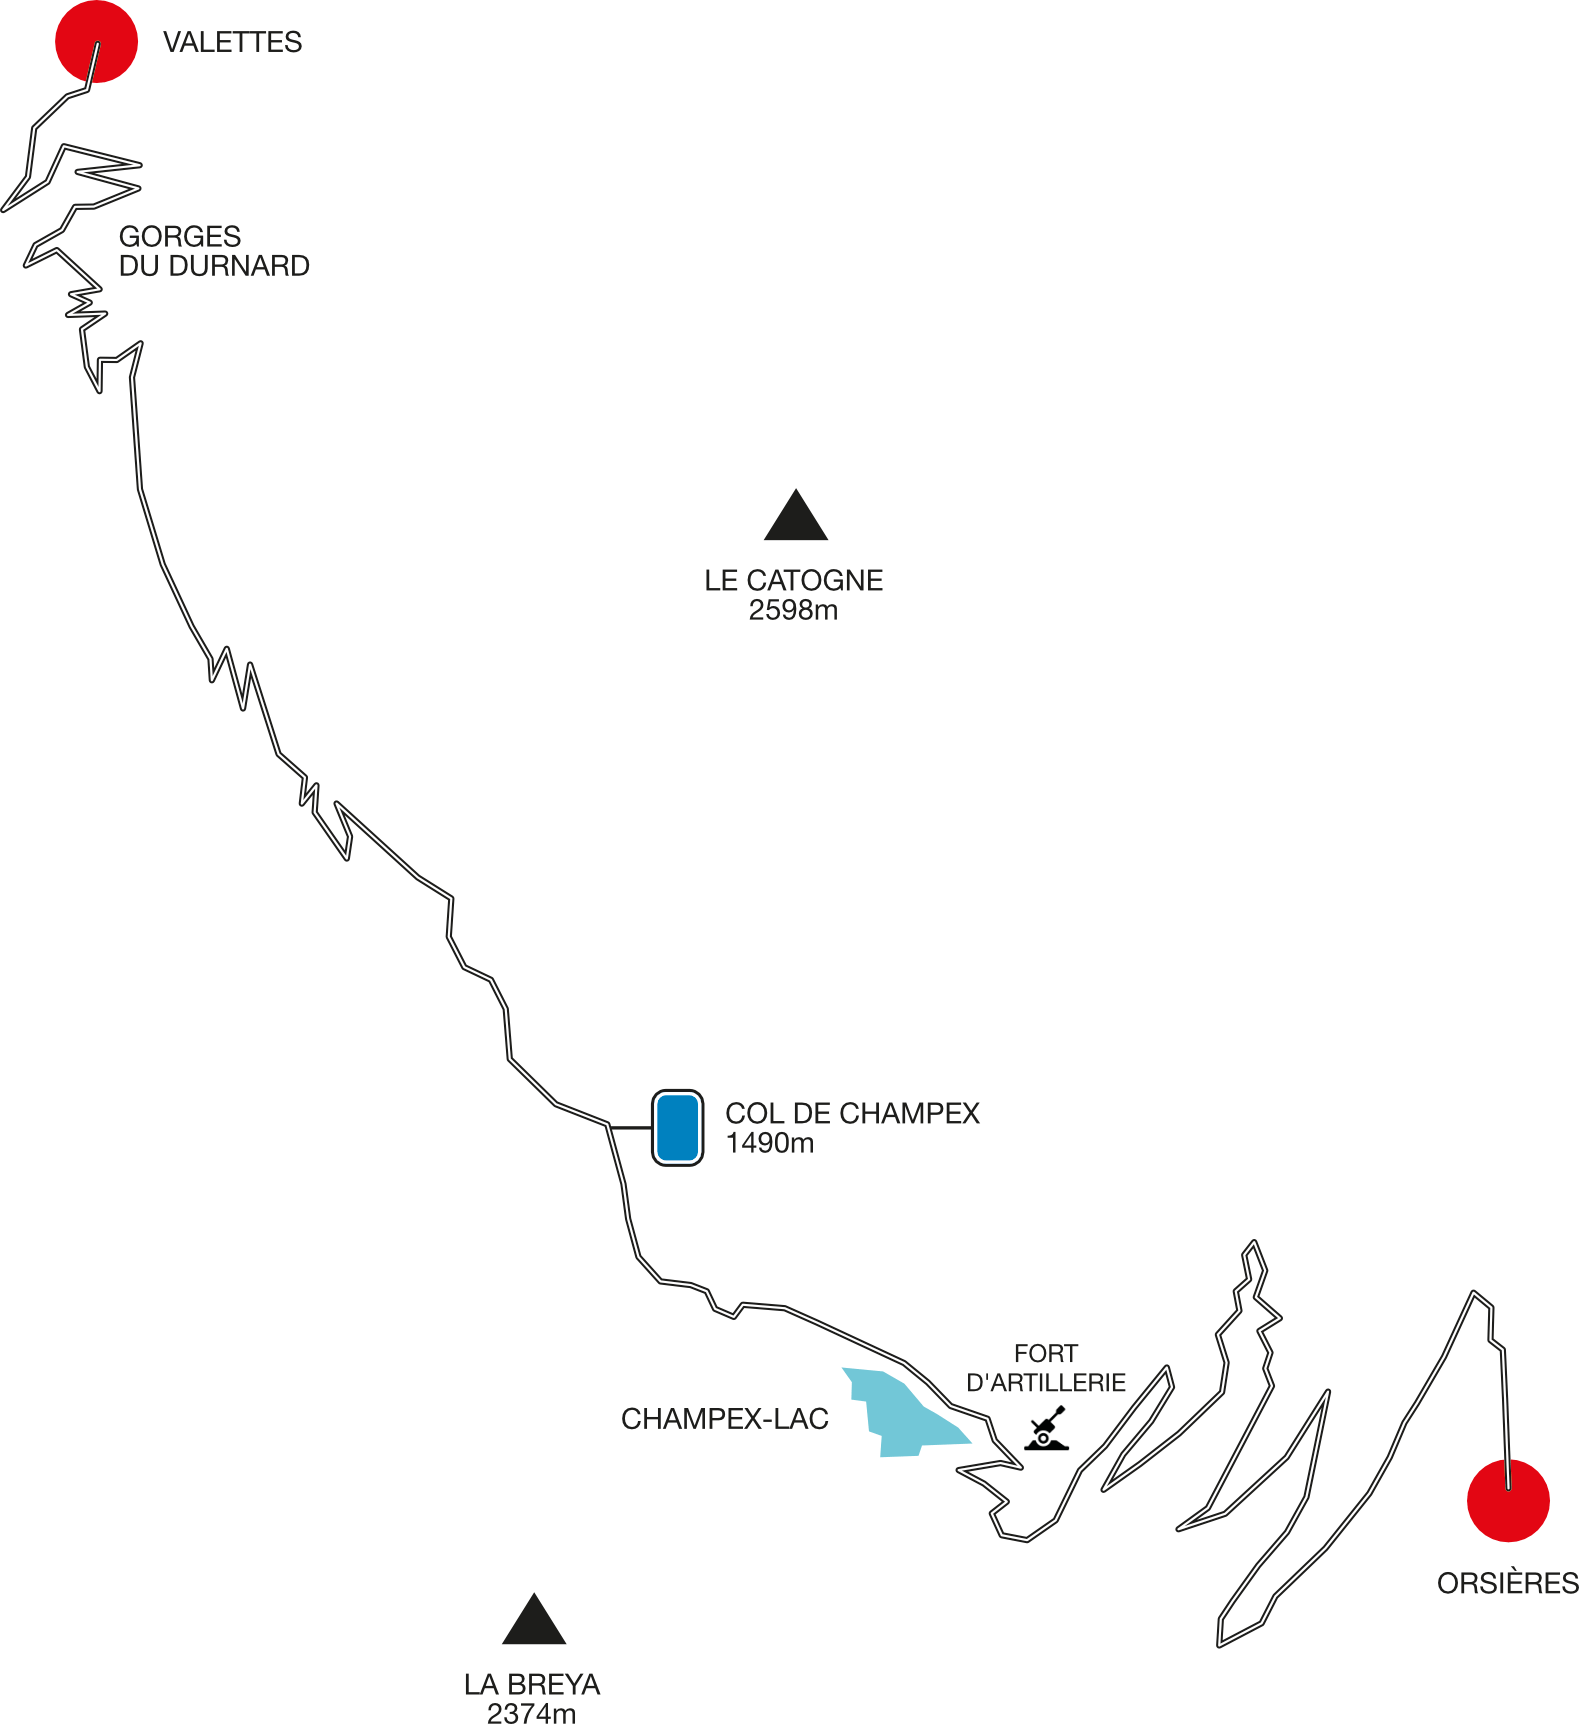 VALETTES
GORGES
DU DURNARD
LE CATOGNE
2598m
COL DE CHAMPEX
1490m
FORT
D'ARTILLERIE
CHAMPEX-LAC
ORSIÈRES
LA BREYA
2374m